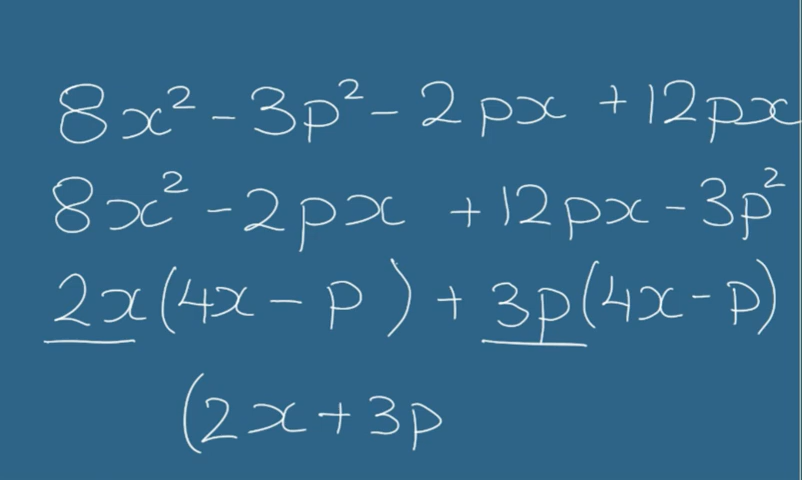 8x² - 3p² - 2px + 12px
8x² - 2px + 12px - 3p²
2x(4x - p) + 3p(4x - p)
(2x + 3p